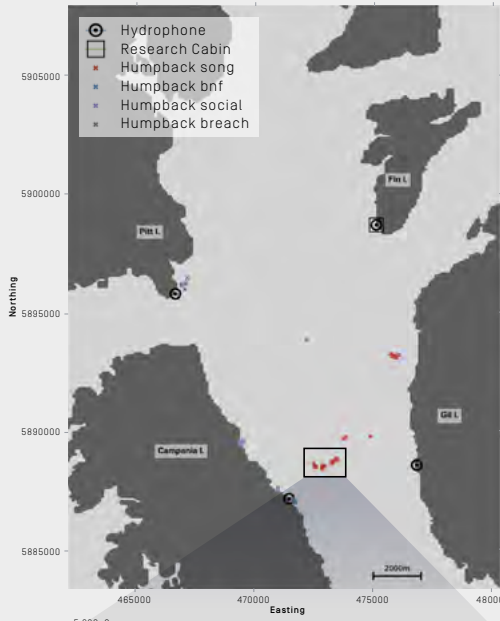 Hydrophone
Research Cabin
Humpback song
Humpback bnf
Humpback social
Humpback breach
5905000
5900000
5895000
5890000
5885000
Northing
Fin I.
Pitt I.
Gil I.
Campania I.
2000m
465000
470000
475000
48000
Easting